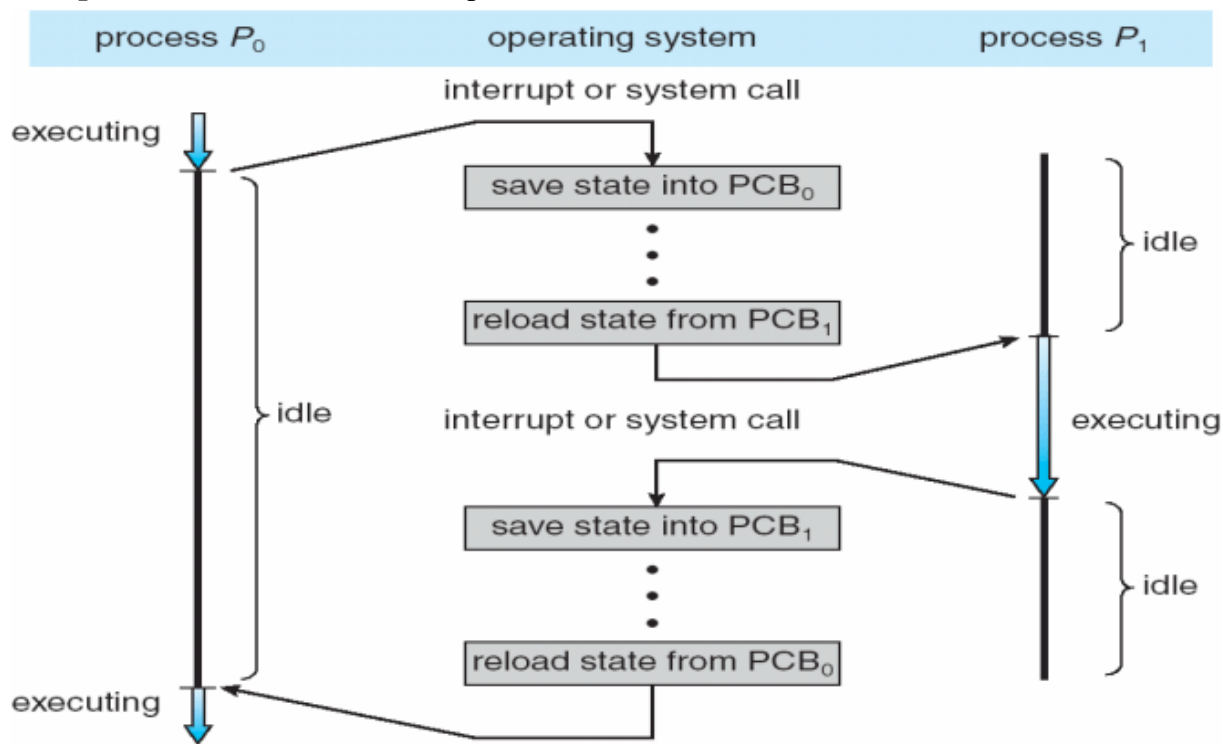 process P₀ operating system process P₁
interrupt or system call
executing
save state into PCB₀
idle
reload state from PCB₁
idle
interrupt or system call
executing
save state into PCB₁
idle
reload state from PCB₀
executing